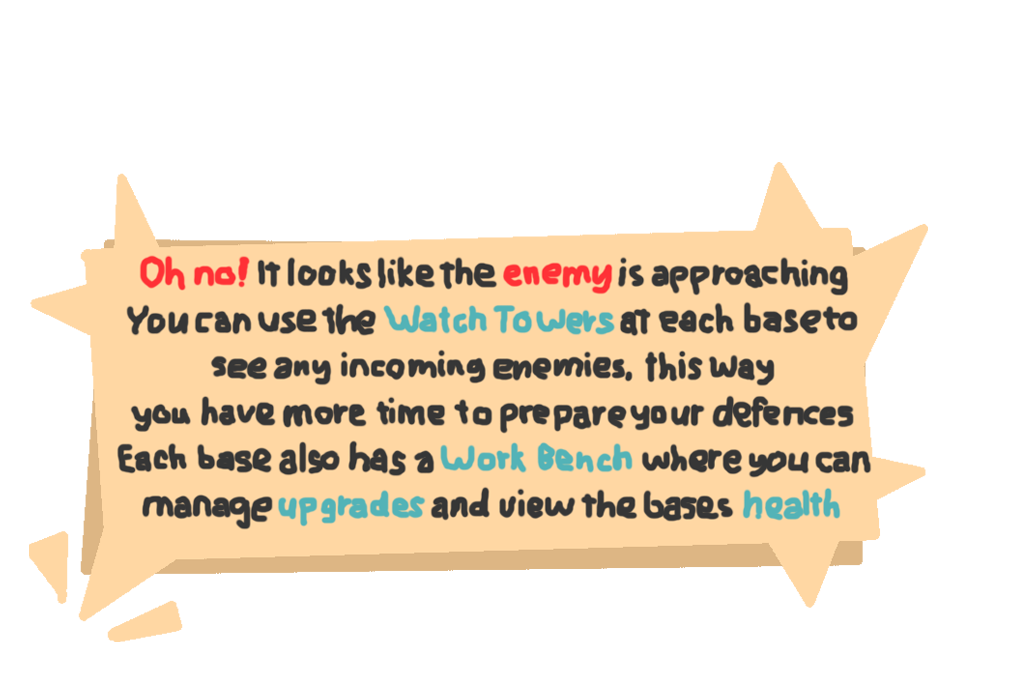 Oh no! It looks like the enemy is approaching
You can use the Watch Towers at each base to
see any incoming enemies, this way
you have more time to prepare your defences
Each base also has a Work Bench where you can
manage upgrades and view the bases health